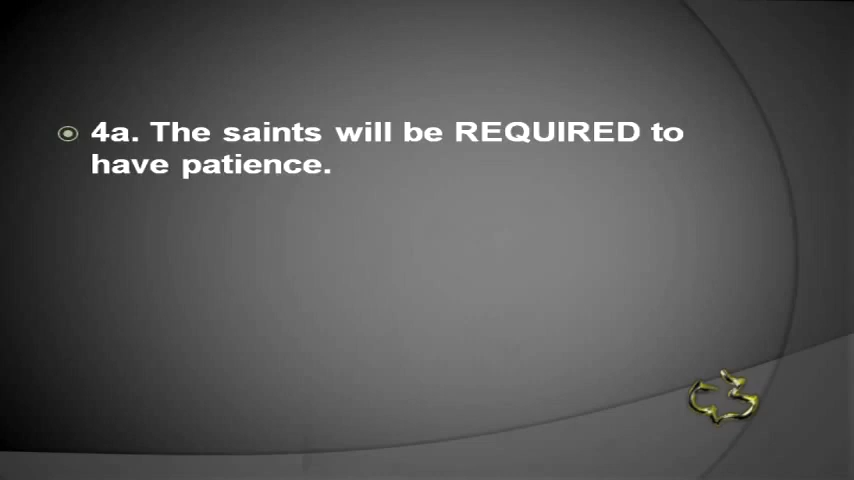 4a. The saints will be REQUIRED to
have patience.